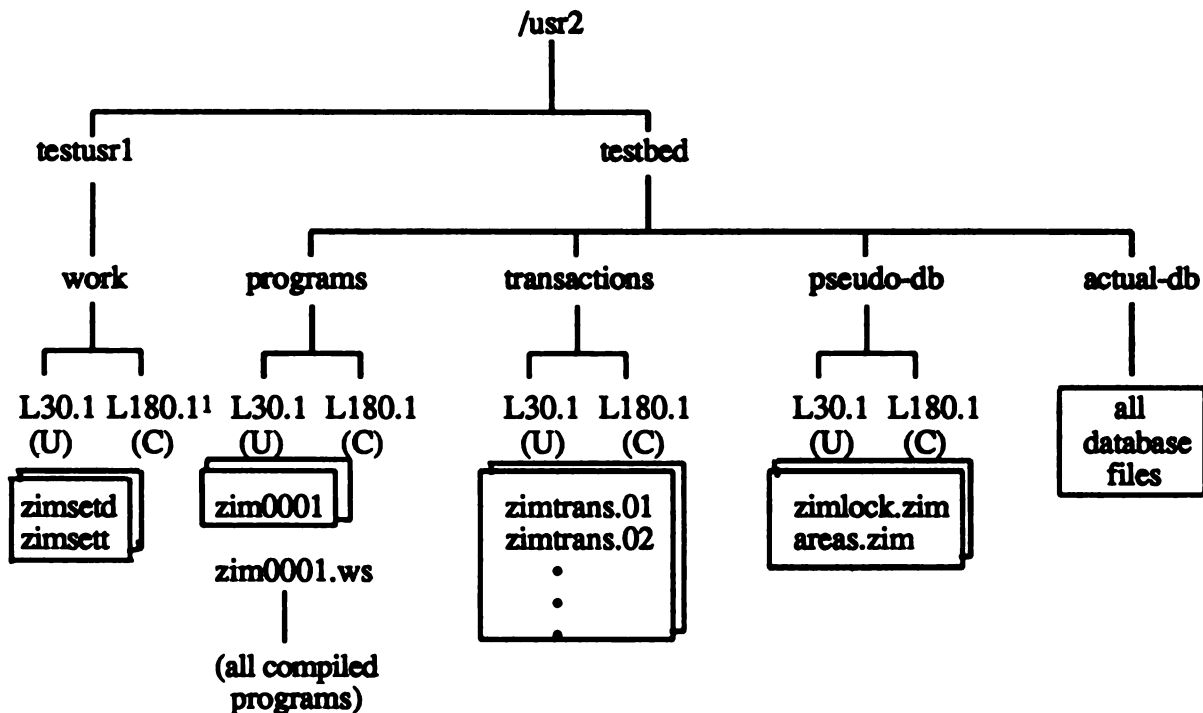 /usr2
testusr1 testbed
work programs transactions pseudo-db actual-db
L30.1 L180.1¹ L30.1 L180.1 L30.1 L180.1 L30.1 L180.1 all
(U) (C) (U) (C) (U) (C) (U) (C) database
files
zimsetd zim0001 zimtrans.01 zimlock.zim
zimsett zimtrans.02 areas.zim
zim0001.ws
(all compiled
programs)